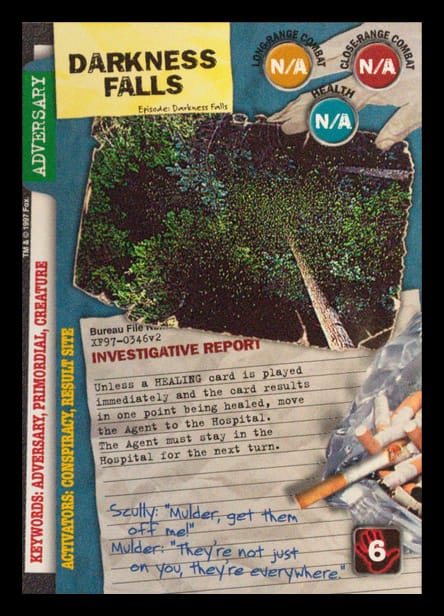 DARKNESS
FALLS
Episode: Darkness Falls
LONG-RANGE COMBAT
N/A
CLOSE-RANGE COMBAT
N/A
HEALTH
N/A
ADVERSARY
TM & © 1997 Fox.
KEYWORDS: ADVERSARY, PRIMORDIAL, CREATURE
ACTIVATORS: CONSPIRACY, RESULT SITE
Bureau File
XF97-0346v2
INVESTIGATIVE REPORT
Unless a HEALING card is played
immediately and the card results
in one point being healed, move
the Agent to the Hospital.
The Agent must stay in the
Hospital for the next turn.
Scully: "Mulder, get them
off me!"
Mulder: "They're not just
on you, they're everywhere."
6